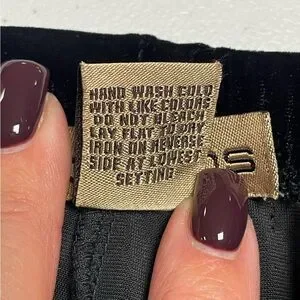 HAND WASH COLD
WITH LIKE COLORS
DO NOT BLEACH
LAY FLAT TO DRY
IRON ON REVERSE
SIDE AT LOWEST
SETTING